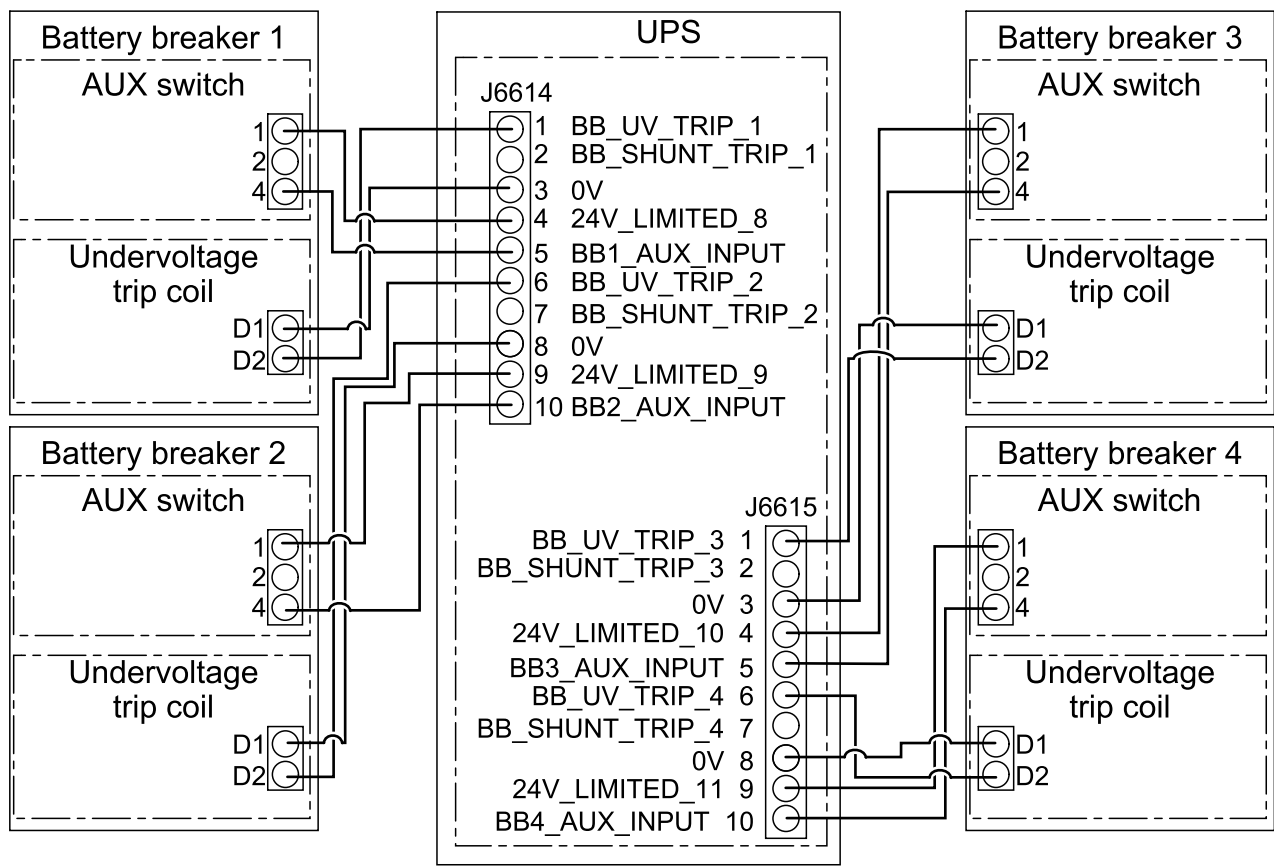 Battery breaker 1
AUX switch
1
2
4
Undervoltage
trip coil
D1
D2
Battery breaker 2
AUX switch
1
2
4
Undervoltage
trip coil
D1
D2
UPS
J6614
1 BB_UV_TRIP_1
2 BB_SHUNT_TRIP_1
3 0V
4 24V_LIMITED_8
5 BB1_AUX_INPUT
6 BB_UV_TRIP_2
7 BB_SHUNT_TRIP_2
8 0V
9 24V_LIMITED_9
10 BB2_AUX_INPUT
J6615
BB_UV_TRIP_3 1
BB_SHUNT_TRIP_3 2
0V 3
24V_LIMITED_10 4
BB3_AUX_INPUT 5
BB_UV_TRIP_4 6
BB_SHUNT_TRIP_4 7
0V 8
24V_LIMITED_11 9
BB4_AUX_INPUT 10
Battery breaker 3
AUX switch
1
2
4
Undervoltage
trip coil
D1
D2
Battery breaker 4
AUX switch
1
2
4
Undervoltage
trip coil
D1
D2